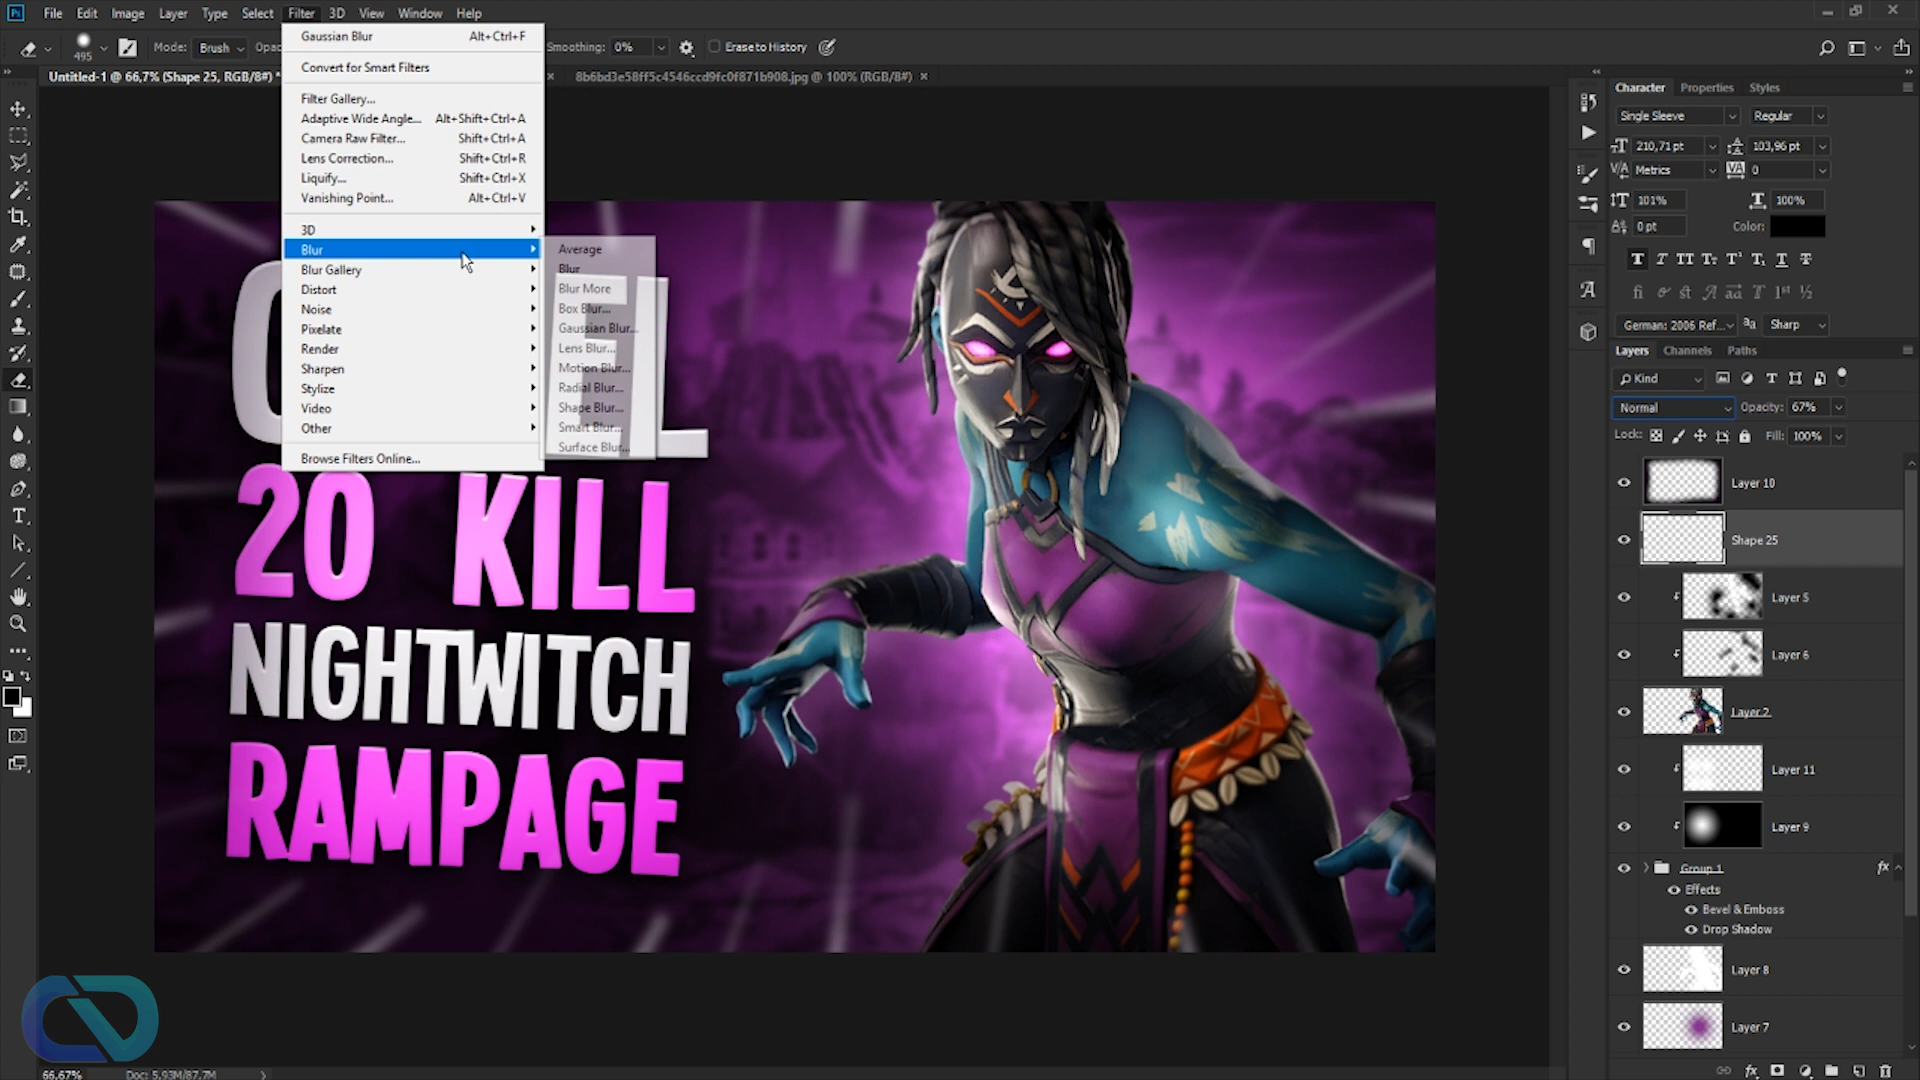 Ps File Edit Image Layer Type Select Filter 3D View Window Help
495 Mode: Brush Smoothing: 0% Erase to History
Untitled-1 @ 66,7% (Shape 25, RGB/8#) * × 8b6bd3e58ff5c4546ccd9fc0f871b908.jpg @ 100% (RGB/8#) ×
Gaussian Blur Alt+Ctrl+F
Convert for Smart Filters
Filter Gallery...
Adaptive Wide Angle... Alt+Shift+Ctrl+A
Camera Raw Filter... Shift+Ctrl+A
Lens Correction... Shift+Ctrl+R
Liquify... Shift+Ctrl+X
Vanishing Point... Alt+Ctrl+V
3D
Blur
Blur Gallery
Distort
Noise
Pixelate
Render
Sharpen
Stylize
Video
Other
Browse Filters Online...
Average
Blur
Blur More
Box Blur...
Gaussian Blur...
Lens Blur...
Motion Blur...
Radial Blur...
Shape Blur...
Smart Blur...
Surface Blur...
20 KILL
NIGHTWITCH
RAMPAGE
Character Properties Styles
Single Sleeve Regular
210,71 pt 103,96 pt
Metrics 0
101% 100%
0 pt Color:
German: 2006 Ref... Sharp
Layers Channels Paths
Kind
Normal Opacity: 67%
Lock: Fill: 100%
Layer 10
Shape 25
Layer 5
Layer 6
Layer 2
Layer 11
Layer 9
Group 1 fx
Effects
Bevel & Emboss
Drop Shadow
Layer 8
Layer 7
66,67% Doc: 5,93M/87,7M